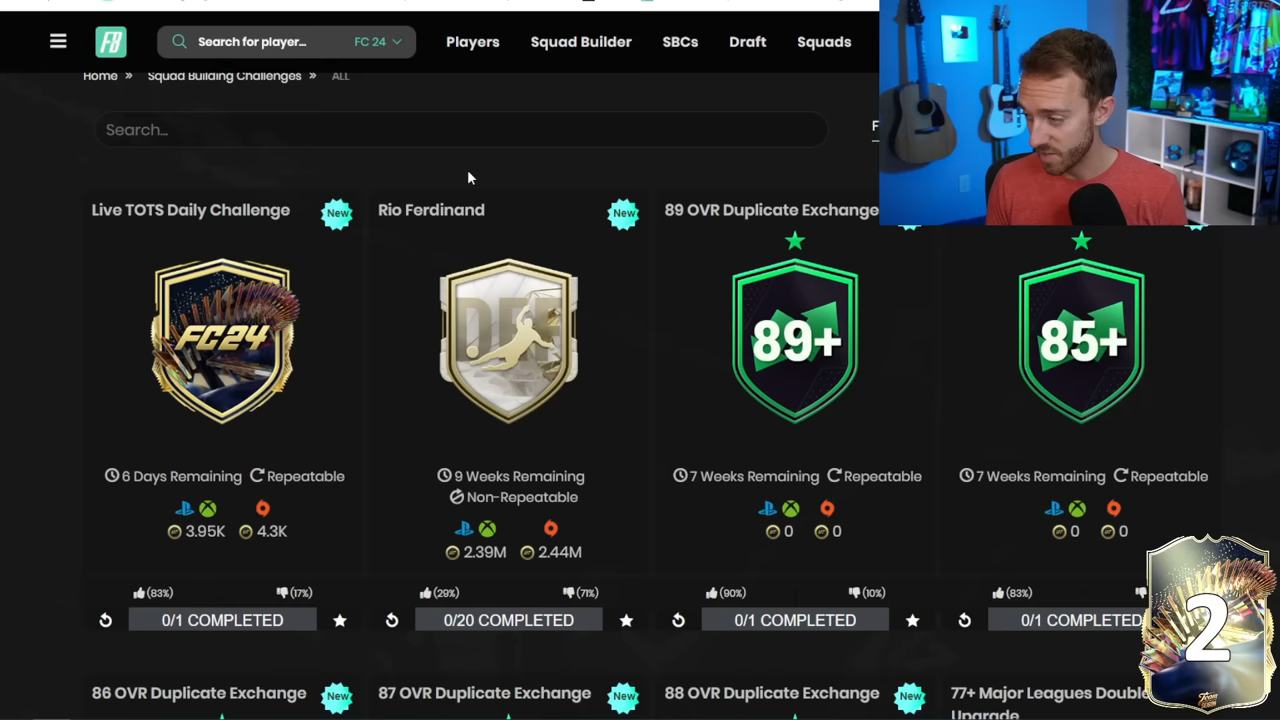 FB
Search for player...
FC 24
Players
Squad Builder
SBCs
Draft
Squads
Home » Squad Building Challenges » ALL
Search...
Live TOTS Daily Challenge
New
Rio Ferdinand
New
89 OVR Duplicate Exchange
FC24
DEF
89+
85+
6 Days Remaining
Repeatable
9 Weeks Remaining
Non-Repeatable
7 Weeks Remaining
Repeatable
7 Weeks Remaining
Repeatable
3.95K
4.3K
2.39M
2.44M
0
0
0
0
(83%)
(17%)
(29%)
(71%)
(90%)
(10%)
(83%)
0/1 COMPLETED
0/20 COMPLETED
0/1 COMPLETED
0/1 COMPLETED
2
86 OVR Duplicate Exchange
New
87 OVR Duplicate Exchange
New
88 OVR Duplicate Exchange
New
77+ Major Leagues Double
Upgrade